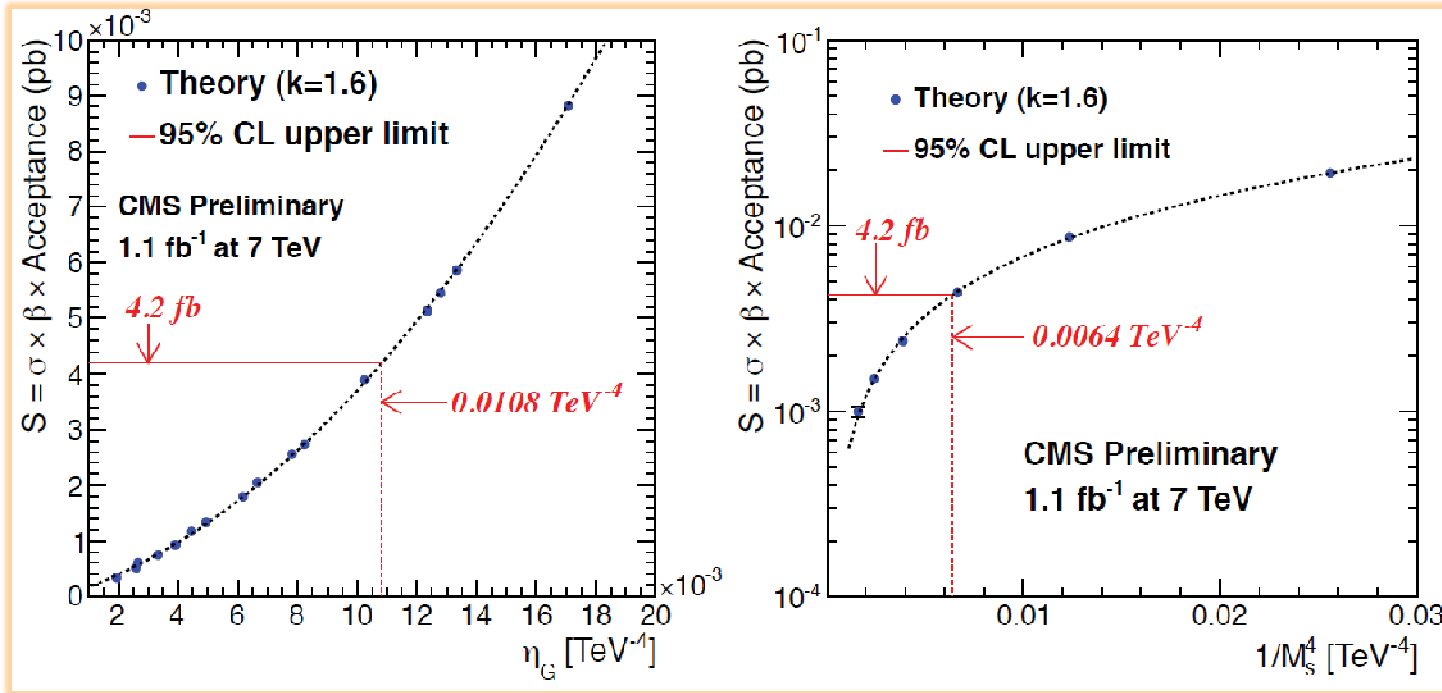 ×10⁻³
S = σ × β × Acceptance (pb)
10
9
8
7
6
5
4
3
2
1
0
Theory (k=1.6)
95% CL upper limit
CMS Preliminary
1.1 fb⁻¹ at 7 TeV
4.2 fb
0.0108 TeV⁻⁴
2 4 6 8 10 12 14 16 18 20
×10⁻³
η_G [TeV⁻⁴]
S = σ × β × Acceptance (pb)
10⁻¹
10⁻²
10⁻³
10⁻⁴
Theory (k=1.6)
95% CL upper limit
4.2 fb
0.0064 TeV⁻⁴
CMS Preliminary
1.1 fb⁻¹ at 7 TeV
0.01 0.02 0.03
1/M_S⁴ [TeV⁻⁴]